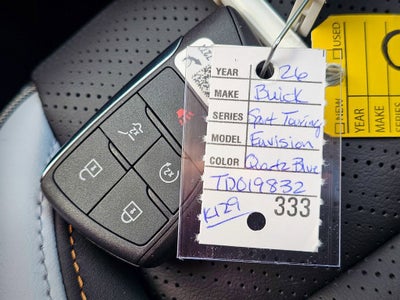 YEAR 26
MAKE Buick
SERIES Sport Touring
MODEL Envision
COLOR Quartz Blue
TD019832
K129
333
NEW USED
YEAR
MAKE
SERIES